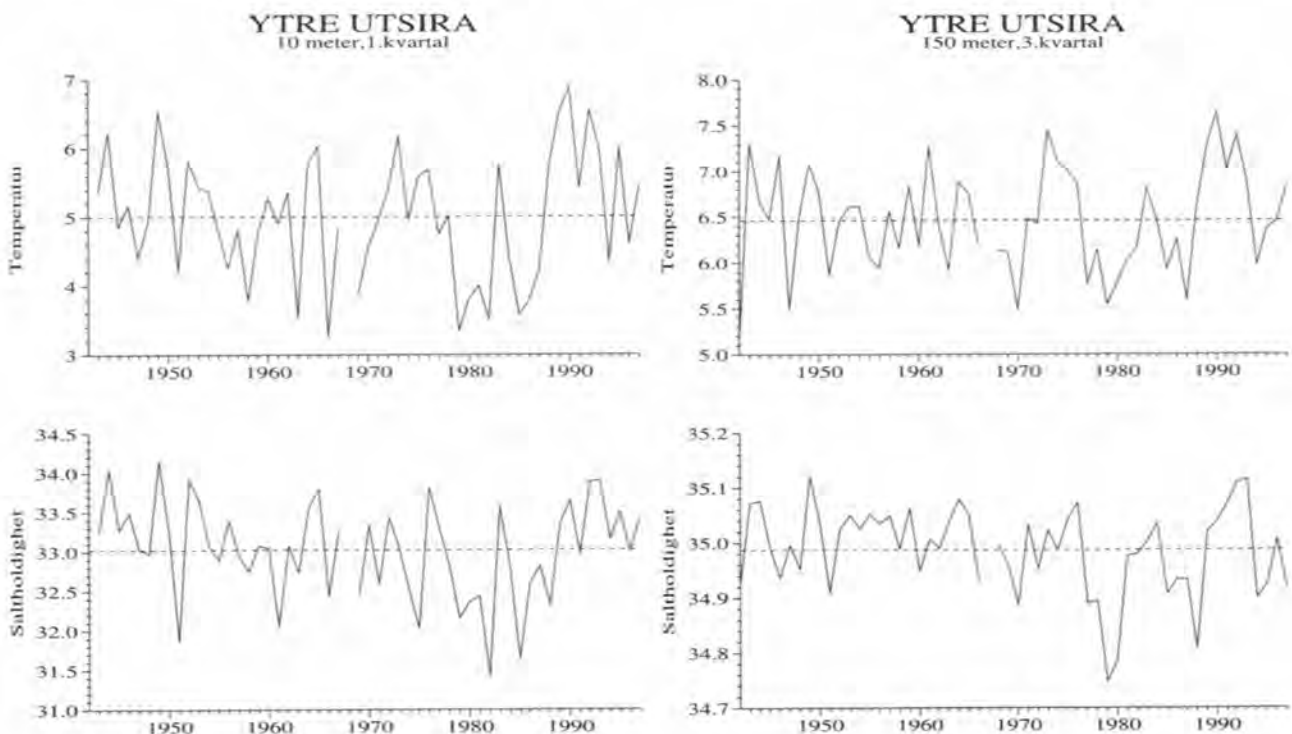 YTRE UTSIRA
10 meter,1.kvartal
Temperatur
7
6
5
4
3
1950 1960 1970 1980 1990
YTRE UTSIRA
150 meter,3.kvartal
Temperatur
8.0
7.5
7.0
6.5
6.0
5.5
5.0
1950 1960 1970 1980 1990
Saltholdighet
34.5
34.0
33.5
33.0
32.5
32.0
31.5
31.0
1950 1960 1970 1980 1990
Saltholdighet
35.2
35.1
35.0
34.9
34.8
34.7
1950 1960 1970 1980 1990